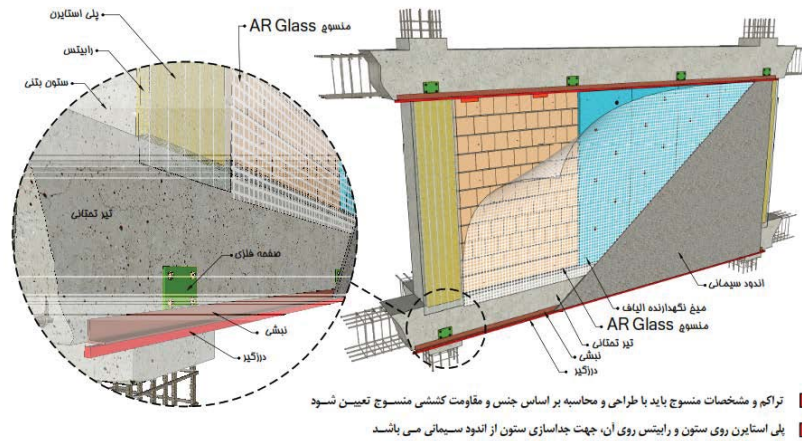 پلی استایرن
منسوج AR Glass
رابیتس
ستون بتنی
تیر تحتانی
صفحه فلزی
نبشی
درزگیر
اندود سیمانی
میخ نگهدارنده الیاف
منسوج AR Glass
تیر تحتانی
نبشی
درزگیر
تراکم و مشخصات منسوج باید با طراحی و محاسبه بر اساس جنس و مقاومت کششی منسوج تعیین شود
پلی استایرن روی ستون و رابیتس روی آن، جهت جداسازی ستون از اندود سیمانی می باشد